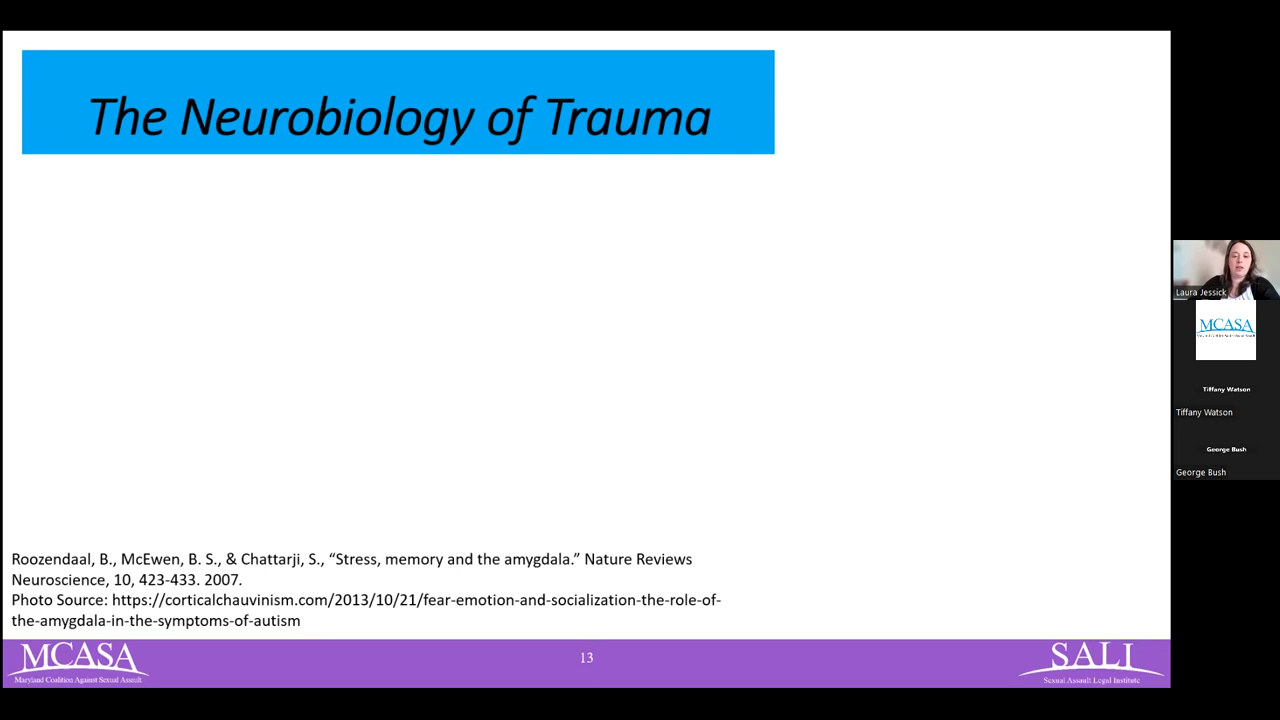 The Neurobiology of Trauma
Roozendaal, B., McEwen, B. S., & Chattarji, S., “Stress, memory and the amygdala.” Nature Reviews
Neuroscience, 10, 423-433. 2007.
Photo Source: https://corticalchauvinism.com/2013/10/21/fear-emotion-and-socialization-the-role-of-
the-amygdala-in-the-symptoms-of-autism
MCASA
Maryland Coalition Against Sexual Assault
13
SALI
Sexual Assault Legal Institute
Laura Jessick
MCASA
Tiffany Watson
Tiffany Watson
George Bush
George Bush